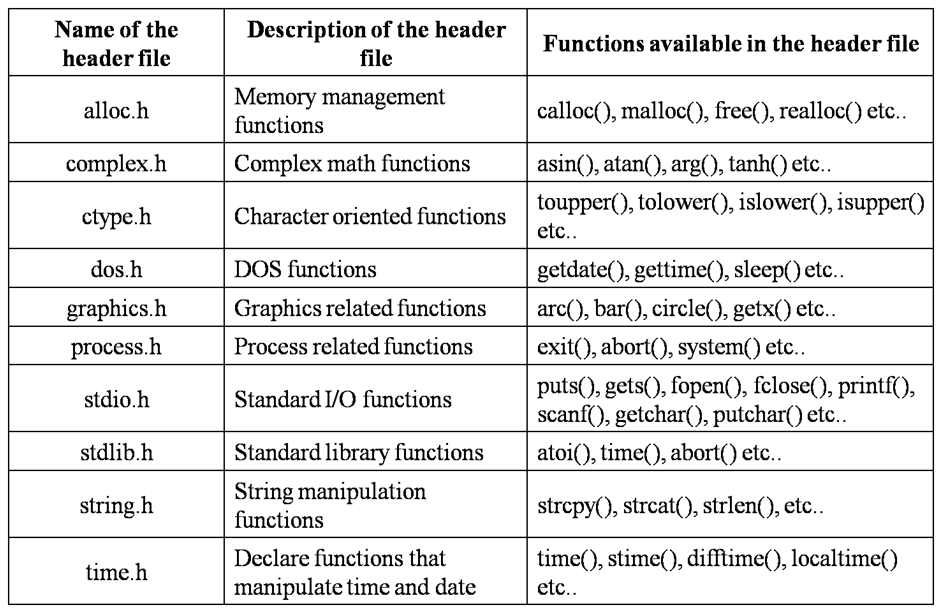 Name of the
header file
Description of the header
file
Functions available in the header file
alloc.h
Memory management
functions
calloc(), malloc(), free(), realloc() etc..
complex.h
Complex math functions
asin(), atan(), arg(), tanh() etc..
ctype.h
Character oriented functions
toupper(), tolower(), islower(), isupper()
etc..
dos.h
DOS functions
getdate(), gettime(), sleep() etc..
graphics.h
Graphics related functions
arc(), bar(), circle(), getx() etc..
process.h
Process related functions
exit(), abort(), system() etc..
stdio.h
Standard I/O functions
puts(), gets(), fopen(), fclose(), printf(),
scanf(), getchar(), putchar() etc..
stdlib.h
Standard library functions
atoi(), time(), abort() etc..
string.h
String manipulation
functions
strcpy(), strcat(), strlen(), etc..
time.h
Declare functions that
manipulate time and date
time(), stime(), difftime(), localtime()
etc..